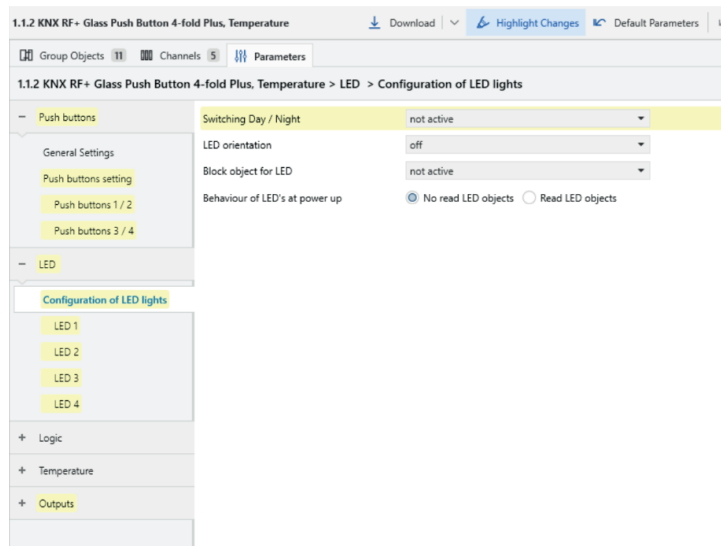 1.1.2 KNX RF+ Glass Push Button 4-fold Plus, Temperature
Download Highlight Changes Default Parameters
Group Objects 11 Channels 5 Parameters
1.1.2 KNX RF+ Glass Push Button 4-fold Plus, Temperature > LED > Configuration of LED lights
− Push buttons
General Settings
Push buttons setting
Push buttons 1 / 2
Push buttons 3 / 4
− LED
Configuration of LED lights
LED 1
LED 2
LED 3
LED 4
+ Logic
+ Temperature
+ Outputs
Switching Day / Night not active
LED orientation off
Block object for LED not active
Behaviour of LED's at power up No read LED objects Read LED objects